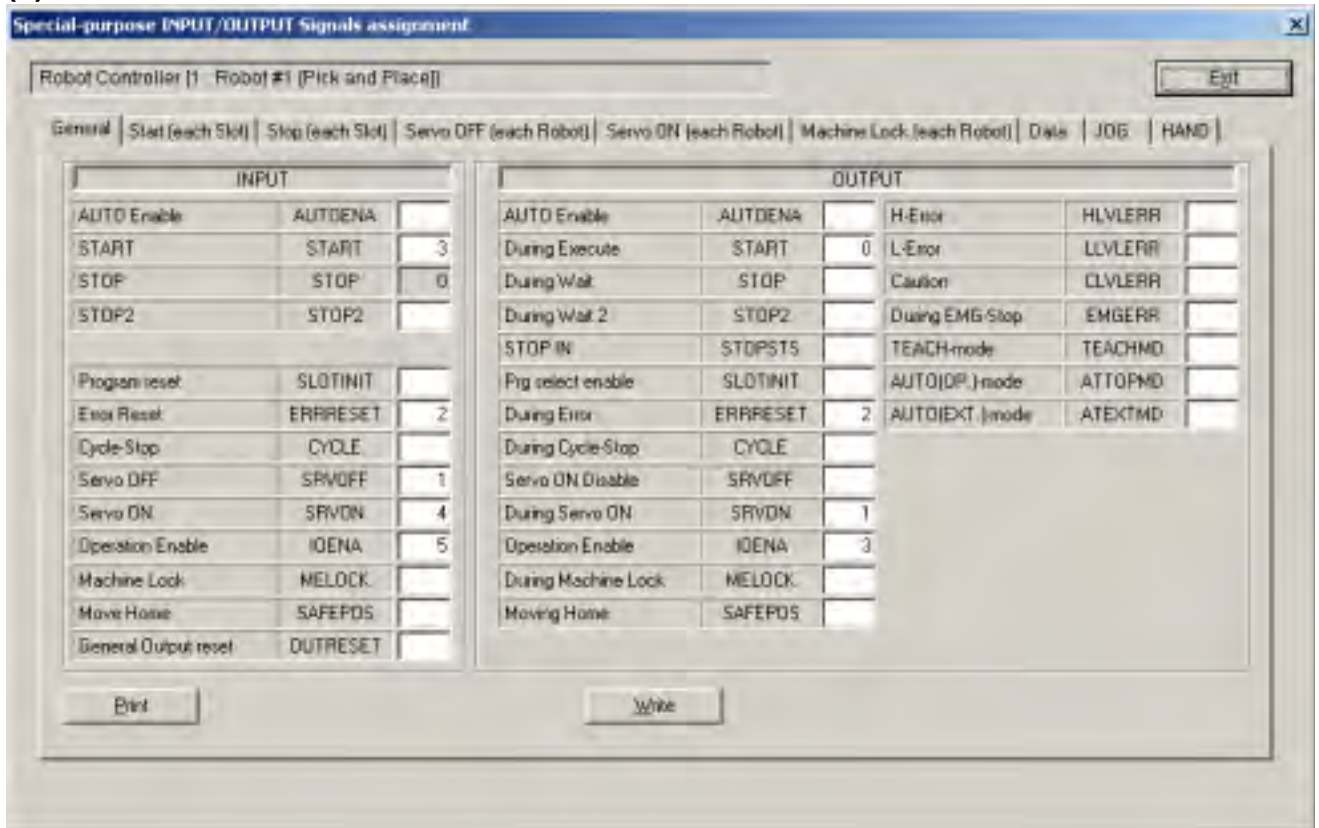 Special-purpose INPUT/OUTPUT Signals assignment
Robot Controller [1 : Robot #1 (Pick and Place)]
Exit
General Start (each Slot) Stop (each Slot) Servo OFF (each Robot) Servo ON (each Robot) Machine Lock (each Robot) Data JOG HAND
INPUT OUTPUT
AUTO Enable AUTOENA AUTO Enable AUTOENA H-Error HLVLERR
START START 3 During Execute START 0 L-Error LLVLERR
STOP STOP 0 During Wait STOP Caution CLVLERR
STOP2 STOP2 During Wait 2 STOP2 During EMG-Stop EMGERR
STOP IN STOPSTS TEACH-mode TEACHMD
Program reset SLOTINIT Prg select enable SLOTINIT AUTO(OP.)-mode ATTOPMD
Error Reset ERRRESET 2 During Error ERRRESET 2 AUTO(EXT.)-mode ATEXTMD
Cycle-Stop CYCLE During Cycle-Stop CYCLE
Servo OFF SRVOFF 1 Servo ON Disable SRVOFF
Servo ON SRVON 4 During Servo ON SRVON 1
Operation Enable IOENA 5 Operation Enable IOENA 3
Machine Lock MELOCK During Machine Lock MELOCK
Move Home SAFEPOS Moving Home SAFEPOS
General Output reset OUTRESET
Print Write